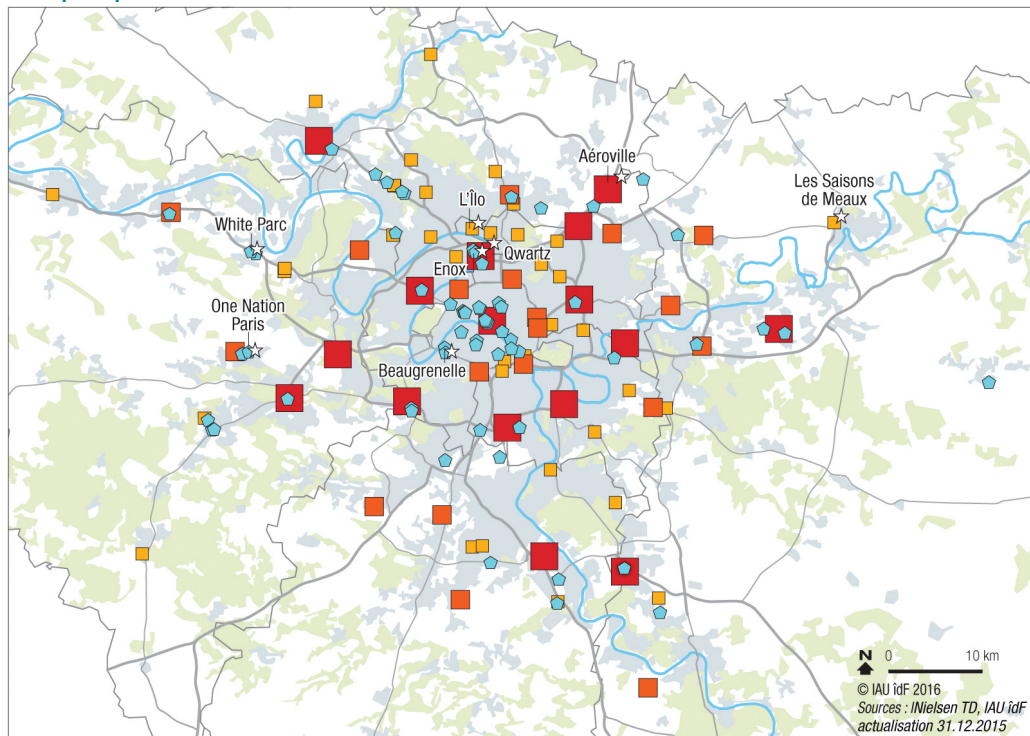 Aéroville
Les Saisons
de Meaux
L'Îlo
White Parc
Qwartz
Enox
One Nation
Paris
Beaugrenelle
N
0 10 km
© IAU îdF 2016
Sources : INielsen TD, IAU îdF
actualisation 31.12.2015